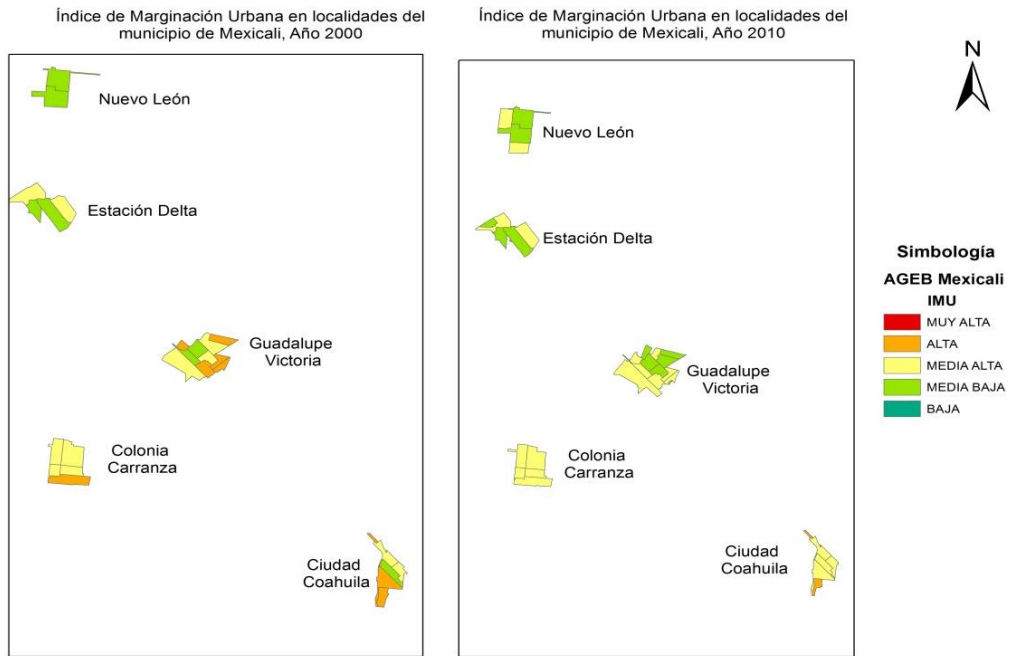 Índice de Marginación Urbana en localidades del
municipio de Mexicali, Año 2000
Nuevo León
Estación Delta
Guadalupe
Victoria
Colonia
Carranza
Ciudad
Coahuila
Índice de Marginación Urbana en localidades del
municipio de Mexicali, Año 2010
Nuevo León
Estación Delta
Guadalupe
Victoria
Colonia
Carranza
Ciudad
Coahuila
N
Simbología
AGEB Mexicali
IMU
MUY ALTA
ALTA
MEDIA ALTA
MEDIA BAJA
BAJA